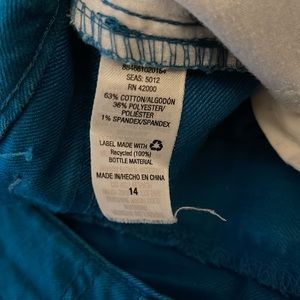 SEAS: 5012
RN 42000
63% COTTON/ALGODÓN
36% POLYESTER/
POLIÉSTER
1% SPANDEX/SPANDEX
LABEL MADE WITH
Recycled (100%)
BOTTLE MATERIAL
MADE IN/HECHO EN CHINA
14